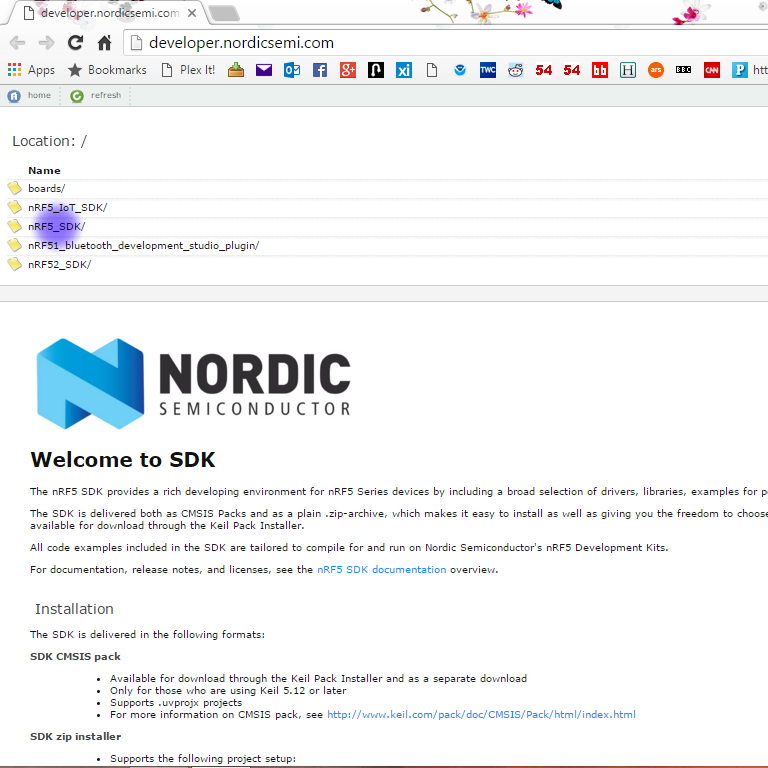 developer.nordicsemi.com
developer.nordicsemi.com
Apps Bookmarks Plex It! xi TWC 54 54 bb H ars BBC CNN P htt
home refresh
Location: /
Name
boards/
nRF5_IoT_SDK/
nRF5_SDK/
nRF51_bluetooth_development_studio_plugin/
nRF52_SDK/
NORDIC
SEMICONDUCTOR
Welcome to SDK
The nRF5 SDK provides a rich developing environment for nRF5 Series devices by including a broad selection of drivers, libraries, examples for p
The SDK is delivered both as CMSIS Packs and as a plain .zip-archive, which makes it easy to install as well as giving you the freedom to choose
available for download through the Keil Pack Installer.
All code examples included in the SDK are tailored to compile for and run on Nordic Semiconductor's nRF5 Development Kits.
For documentation, release notes, and licenses, see the nRF5 SDK documentation overview.
Installation
The SDK is delivered in the following formats:
SDK CMSIS pack
• Available for download through the Keil Pack Installer and as a separate download
• Only for those who are using Keil 5.12 or later
• Supports .uvprojx projects
• For more information on CMSIS pack, see http://www.keil.com/pack/doc/CMSIS/Pack/html/index.html
SDK zip installer
• Supports the following project setup: